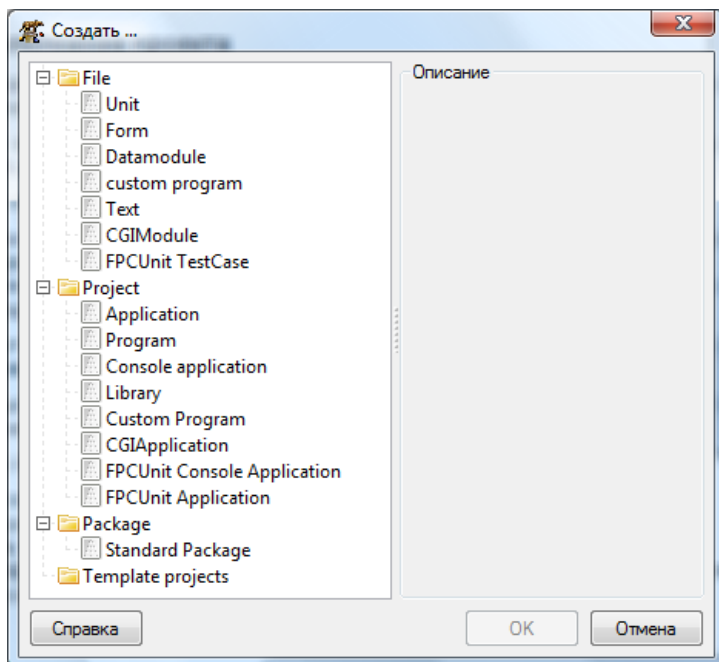 Создать ...
File
Unit
Form
Datamodule
custom program
Text
CGIModule
FPCUnit TestCase
Project
Application
Program
Console application
Library
Custom Program
CGIApplication
FPCUnit Console Application
FPCUnit Application
Package
Standard Package
Template projects
Описание
Справка
OK
Отмена